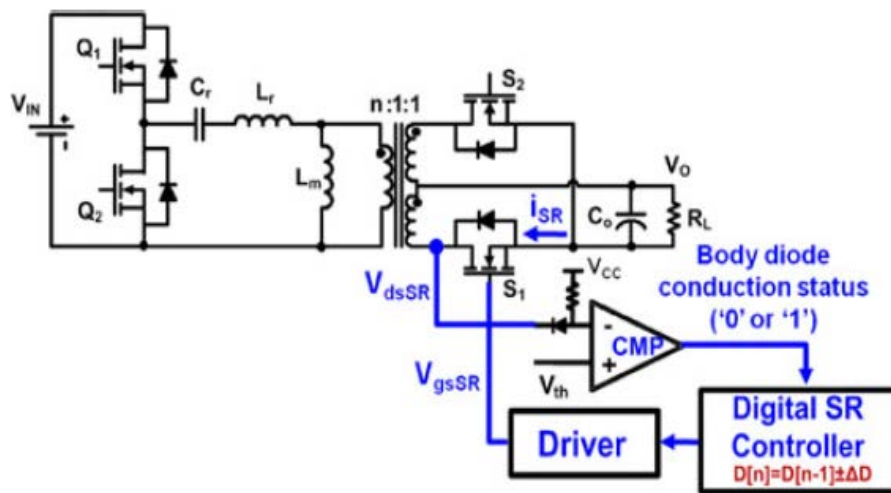 Q1
VIN
Q2
Cr
Lr
Lm
n:1:1
S2
VO
iSR
Co
RL
S1
VdsSR
VCC
Body diode
conduction status
('0' or '1')
-
CMP
+
Vth
VgsSR
Driver
Digital SR
Controller
D[n]=D[n-1]±ΔD